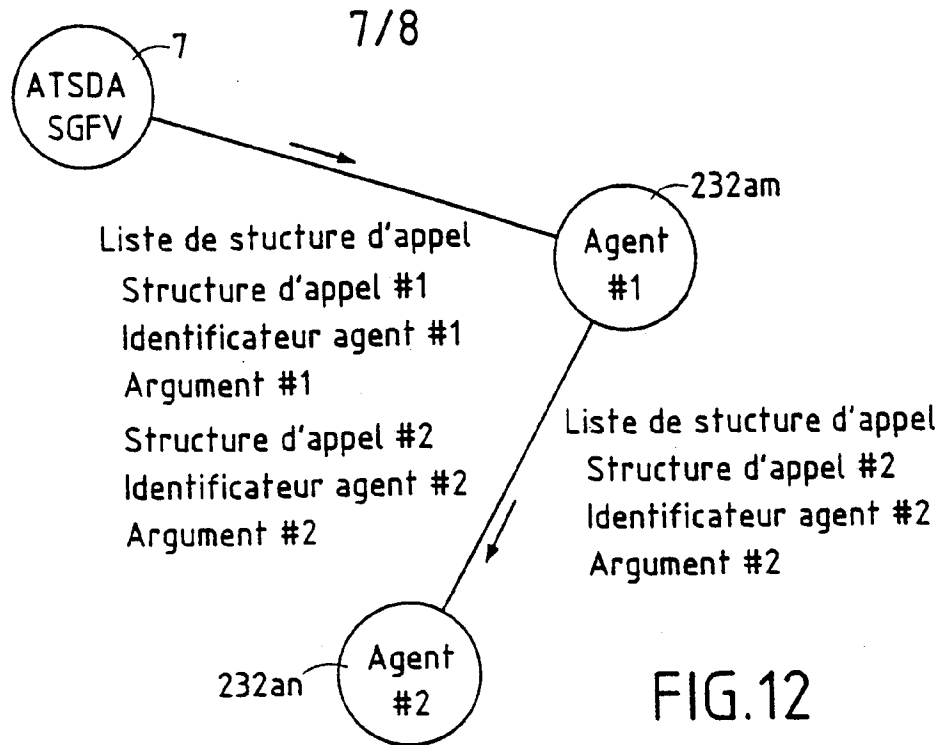 7/8
7
ATSDA
SGFV
232am
Agent
#1
Liste de stucture d'appel
Structure d'appel #1
Identificateur agent #1
Argument #1
Structure d'appel #2
Identificateur agent #2
Argument #2
Liste de stucture d'appel
Structure d'appel #2
Identificateur agent #2
Argument #2
232an
Agent
#2
FIG.12